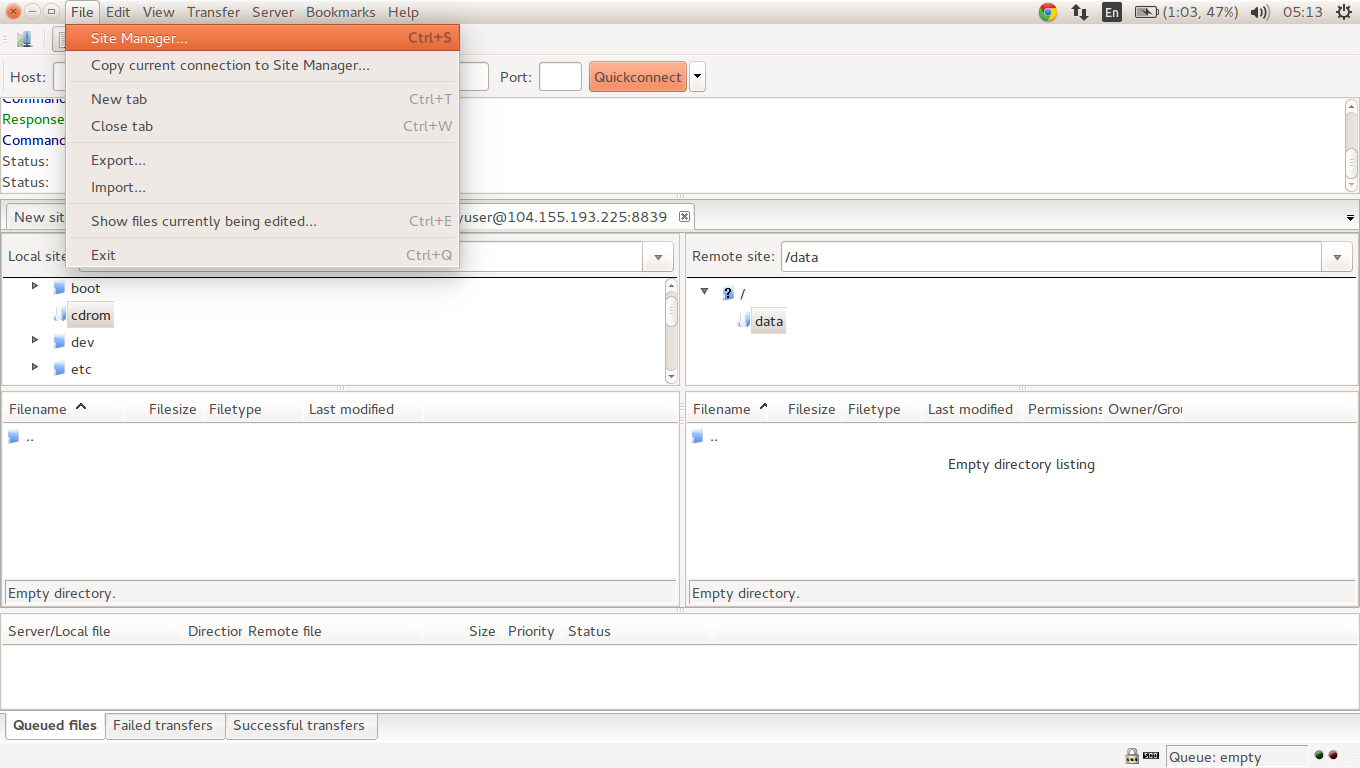 File Edit View Transfer Server Bookmarks Help En (1:03, 47%) 05:13
Site Manager... Ctrl+S
Copy current connection to Site Manager...
Host: Port: Quickconnect
New tab Ctrl+T
Response
Close tab Ctrl+W
Command
Export...
Status:
Import...
Status:
New sit
Show files currently being edited... Ctrl+E
yuser@104.155.193.225:8839
Exit Ctrl+Q
Local site
Remote site: /data
boot
cdrom
dev
etc
/
data
Filename Filesize Filetype Last modified
..
Empty directory.
Filename Filesize Filetype Last modified Permissions Owner/Grou
..
Empty directory listing
Empty directory.
Server/Local file Direction Remote file Size Priority Status
Queued files Failed transfers Successful transfers
Queue: empty